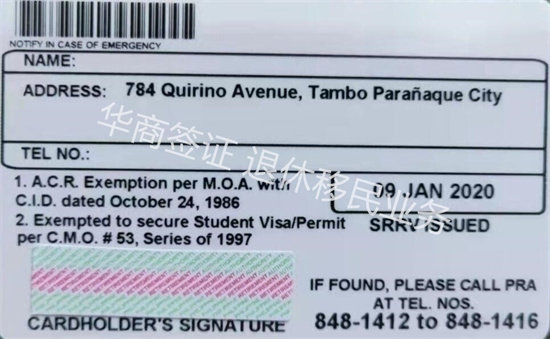 NOTIFY IN CASE OF EMERGENCY
NAME:
ADDRESS: 784 Quirino Avenue, Tambo Parañaque City
TEL NO.:
华商签证 退休移民业务
1. A.C.R. Exemption per M.O.A. with
C.I.D. dated October 24, 1986
2. Exempted to secure Student Visa/Permit
per C.M.O. # 53, Series of 1997
09 JAN 2020
SRRV ISSUED
IF FOUND, PLEASE CALL PRA
AT TEL. NOS.
848-1412 to 848-1416
CARDHOLDER'S SIGNATURE